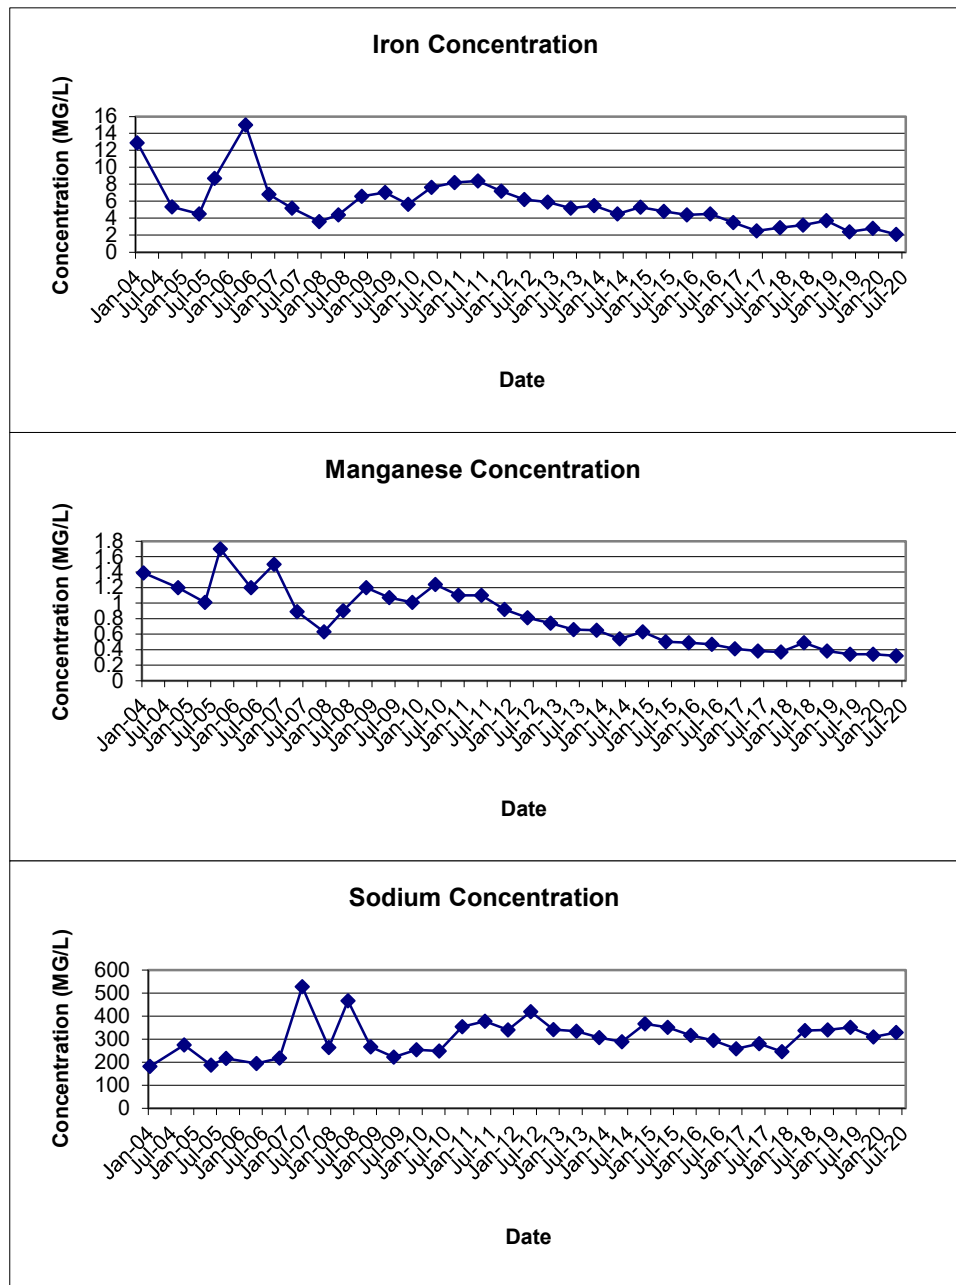 Iron Concentration
Concentration (MG/L)
16
14
12
10
8
6
4
2
0
Jan-04
Jul-04
Jan-05
Jul-05
Jan-06
Jul-06
Jan-07
Jul-07
Jan-08
Jul-08
Jan-09
Jul-09
Jan-10
Jul-10
Jan-11
Jul-11
Jan-12
Jul-12
Jan-13
Jul-13
Jan-14
Jul-14
Jan-15
Jul-15
Jan-16
Jul-16
Jan-17
Jul-17
Jan-18
Jul-18
Jan-19
Jul-19
Jan-20
Jul-20
Date
Manganese Concentration
Concentration (MG/L)
1.8
1.6
1.4
1.2
1
0.8
0.6
0.4
0.2
0
Jan-04
Jul-04
Jan-05
Jul-05
Jan-06
Jul-06
Jan-07
Jul-07
Jan-08
Jul-08
Jan-09
Jul-09
Jan-10
Jul-10
Jan-11
Jul-11
Jan-12
Jul-12
Jan-13
Jul-13
Jan-14
Jul-14
Jan-15
Jul-15
Jan-16
Jul-16
Jan-17
Jul-17
Jan-18
Jul-18
Jan-19
Jul-19
Jan-20
Jul-20
Date
Sodium Concentration
Concentration (MG/L)
600
500
400
300
200
100
0
Jan-04
Jul-04
Jan-05
Jul-05
Jan-06
Jul-06
Jan-07
Jul-07
Jan-08
Jul-08
Jan-09
Jul-09
Jan-10
Jul-10
Jan-11
Jul-11
Jan-12
Jul-12
Jan-13
Jul-13
Jan-14
Jul-14
Jan-15
Jul-15
Jan-16
Jul-16
Jan-17
Jul-17
Jan-18
Jul-18
Jan-19
Jul-19
Jan-20
Jul-20
Date